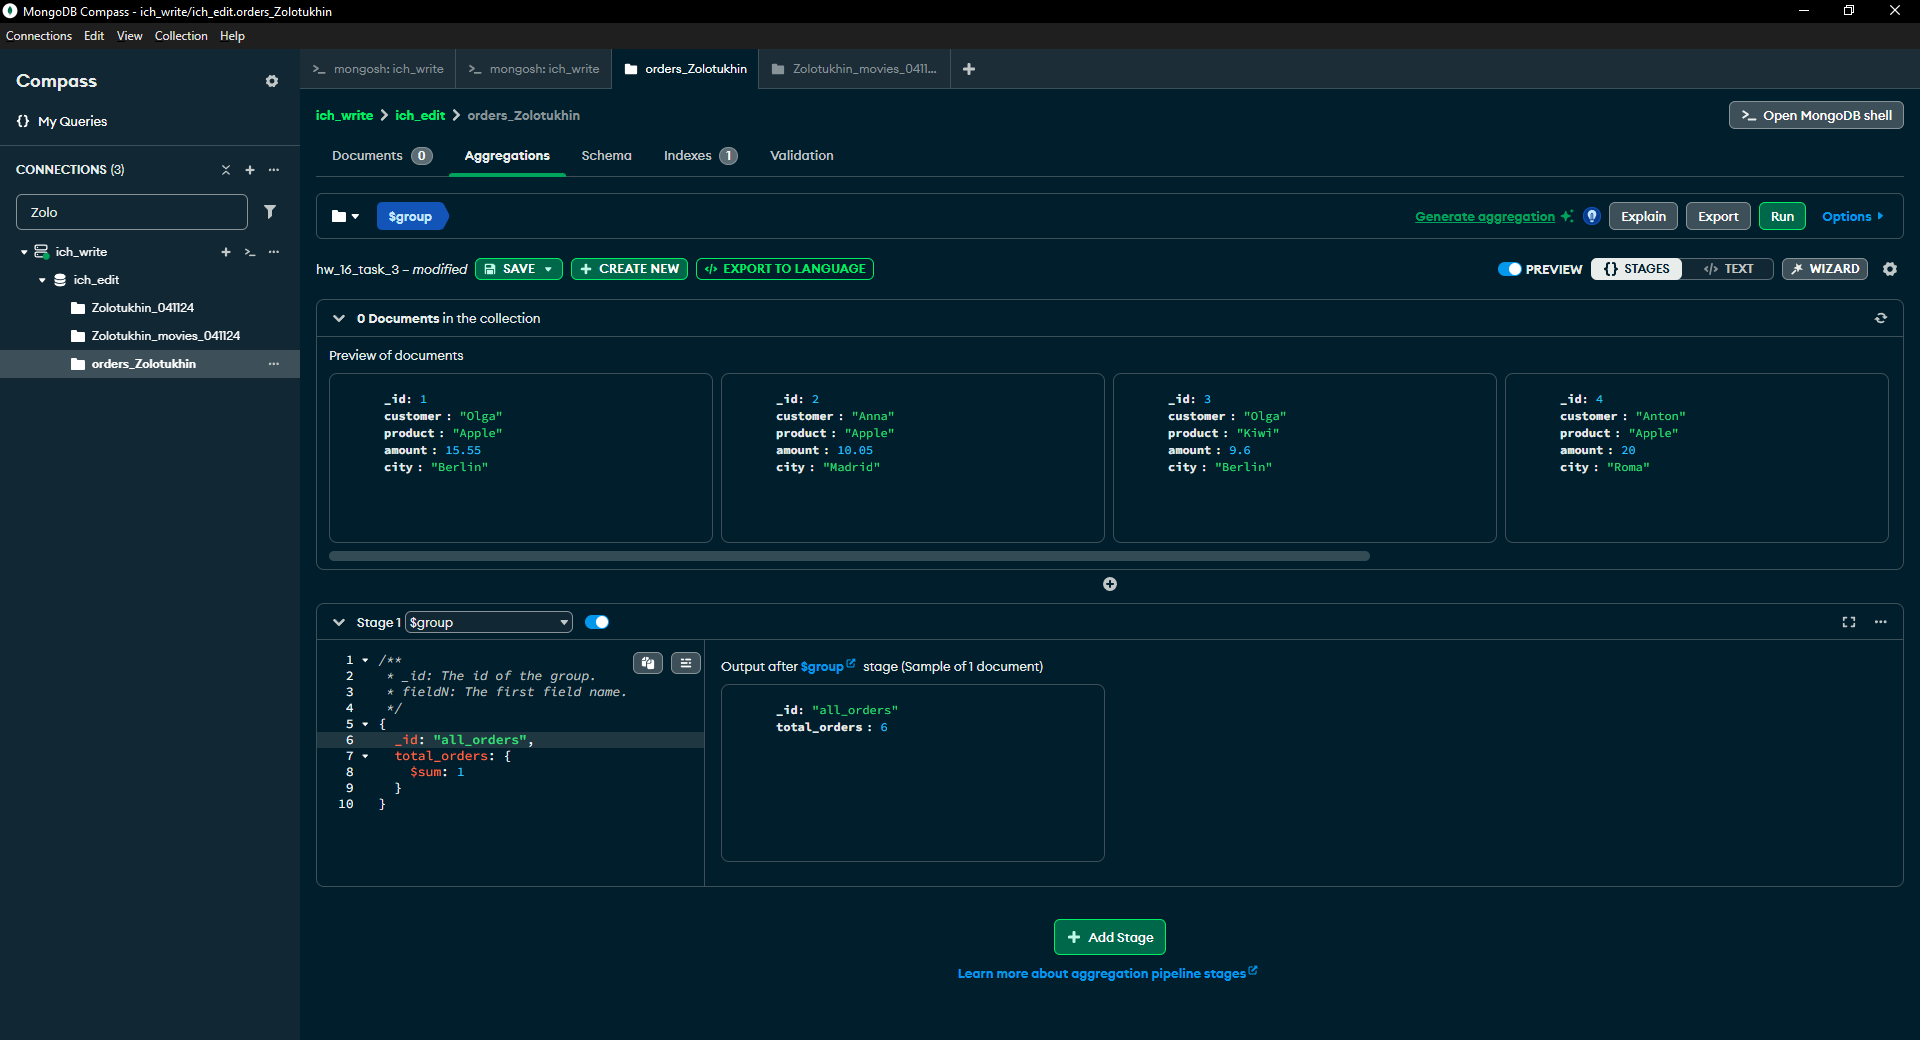 MongoDB Compass - ich_write/ich_edit.orders_Zolotukhin
Connections Edit View Collection Help
Compass
My Queries
CONNECTIONS (3)
Zolo
ich_write
ich_edit
Zolotukhin_041124
Zolotukhin_movies_041124
orders_Zolotukhin
mongosh: ich_write
mongosh: ich_write
orders_Zolotukhin
Zolotukhin_movies_0411...
ich_write > ich_edit > orders_Zolotukhin
Open MongoDB shell
Documents 0 Aggregations Schema Indexes 1 Validation
$group
Generate aggregation
Explain
Export
Run
Options
hw_16_task_3 – modified
SAVE
CREATE NEW
EXPORT TO LANGUAGE
PREVIEW
STAGES
TEXT
WIZARD
0 Documents in the collection
Preview of documents
_id: 1
customer : "Olga"
product : "Apple"
amount : 15.55
city : "Berlin"
_id: 2
customer : "Anna"
product : "Apple"
amount : 10.05
city : "Madrid"
_id: 3
customer : "Olga"
product : "Kiwi"
amount : 9.6
city : "Berlin"
_id: 4
customer : "Anton"
product : "Apple"
amount : 20
city : "Roma"
Stage 1 $group
1 /**
2 * _id: The id of the group.
3 * fieldN: The first field name.
4 */
5 {
6 _id: "all_orders",
7 total_orders: {
8 $sum: 1
9 }
10 }
Output after $group stage (Sample of 1 document)
_id: "all_orders"
total_orders : 6
Add Stage
Learn more about aggregation pipeline stages